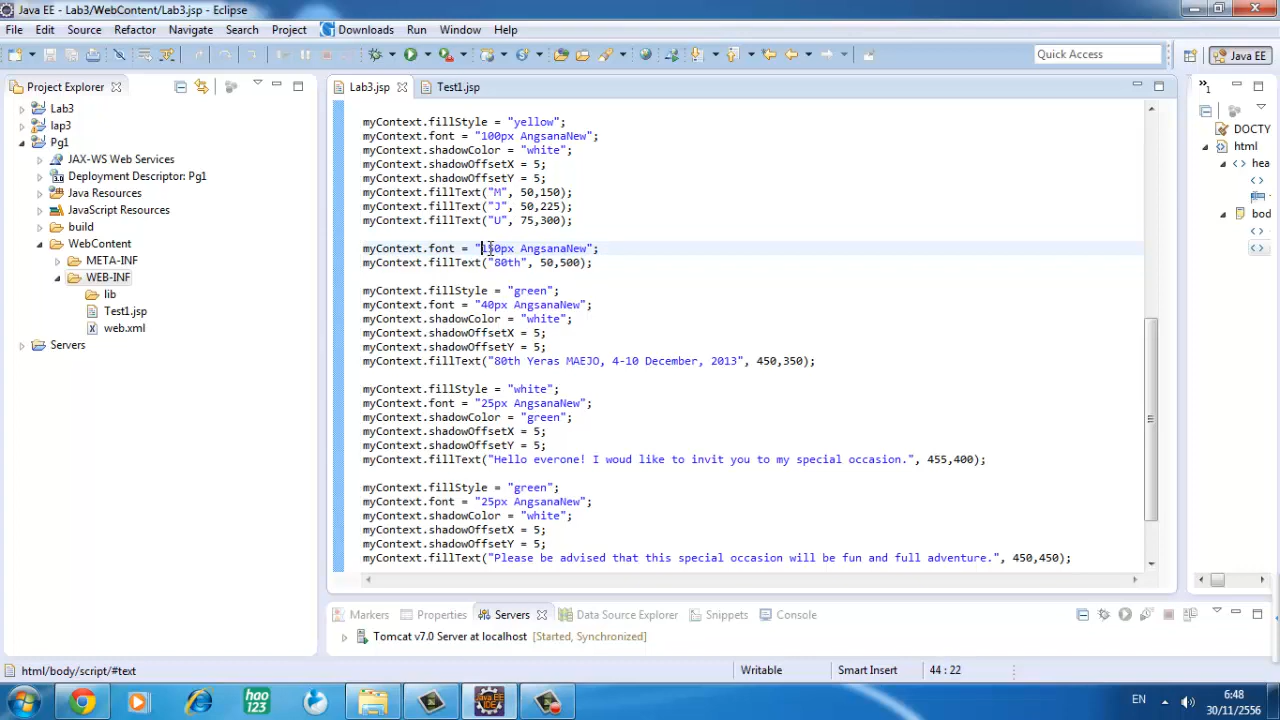 Java EE - Lab3/WebContent/Lab3.jsp - Eclipse
File Edit Source Refactor Navigate Search Project Downloads Run Window Help
Quick Access
Java EE
Project Explorer
Lab3.jsp
Test1.jsp
Lab3
lap3
Pg1
JAX-WS Web Services
Deployment Descriptor: Pg1
Java Resources
JavaScript Resources
build
WebContent
META-INF
WEB-INF
lib
Test1.jsp
web.xml
Servers
myContext.fillStyle = "yellow";
myContext.font = "100px AngsanaNew";
myContext.shadowColor = "white";
myContext.shadowOffsetX = 5;
myContext.shadowOffsetY = 5;
myContext.fillText("M", 50,150);
myContext.fillText("J", 50,225);
myContext.fillText("U", 75,300);
myContext.font = "150px AngsanaNew";
myContext.fillText("80th", 50,500);
myContext.fillStyle = "green";
myContext.font = "40px AngsanaNew";
myContext.shadowColor = "white";
myContext.shadowOffsetX = 5;
myContext.shadowOffsetY = 5;
myContext.fillText("80th Yeras MAEJO, 4-10 December, 2013", 450,350);
myContext.fillStyle = "white";
myContext.font = "25px AngsanaNew";
myContext.shadowColor = "green";
myContext.shadowOffsetX = 5;
myContext.shadowOffsetY = 5;
myContext.fillText("Hello everone! I woud like to invit you to my special occasion.", 455,400);
myContext.fillStyle = "green";
myContext.font = "25px AngsanaNew";
myContext.shadowColor = "white";
myContext.shadowOffsetX = 5;
myContext.shadowOffsetY = 5;
myContext.fillText("Please be advised that this special occasion will be fun and full adventure.", 450,450);
»1
DOCTY
html
hea
bod
Markers Properties Servers Data Source Explorer Snippets Console
Tomcat v7.0 Server at localhost [Started, Synchronized]
html/body/script/#text
Writable
Smart Insert
44 : 22
hao
123
Java EE
IDE
EN
6:48
30/11/2556